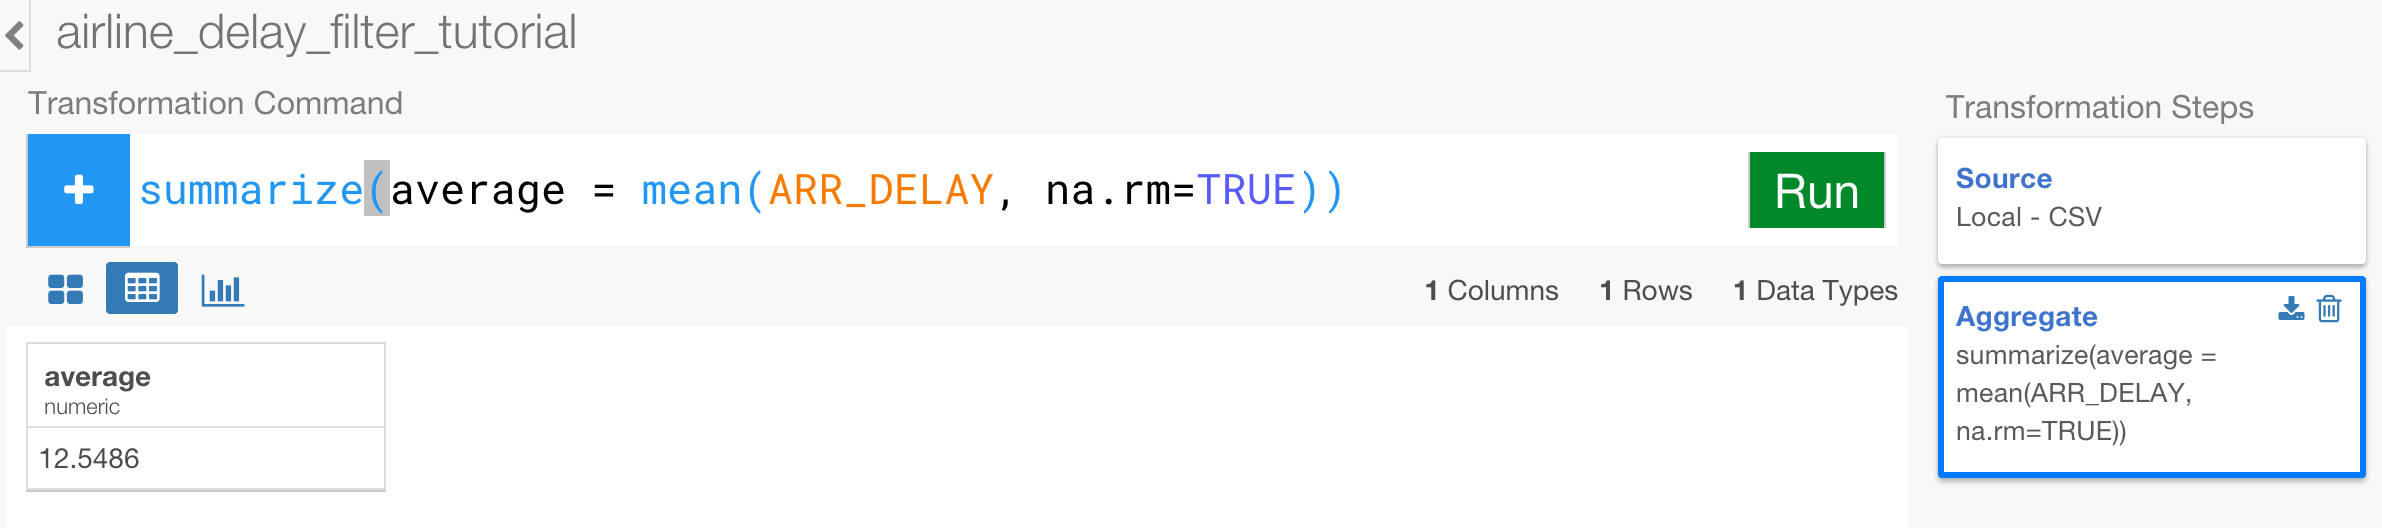 airline_delay_filter_tutorial
Transformation Command
summarize(average = mean(ARR_DELAY, na.rm=TRUE))
Run
1 Columns 1 Rows 1 Data Types
average
numeric
12.5486
Transformation Steps
Source
Local - CSV
Aggregate
summarize(average =
mean(ARR_DELAY,
na.rm=TRUE))